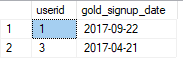 userid gold_signup_date
1 1 2017-09-22
2 3 2017-04-21